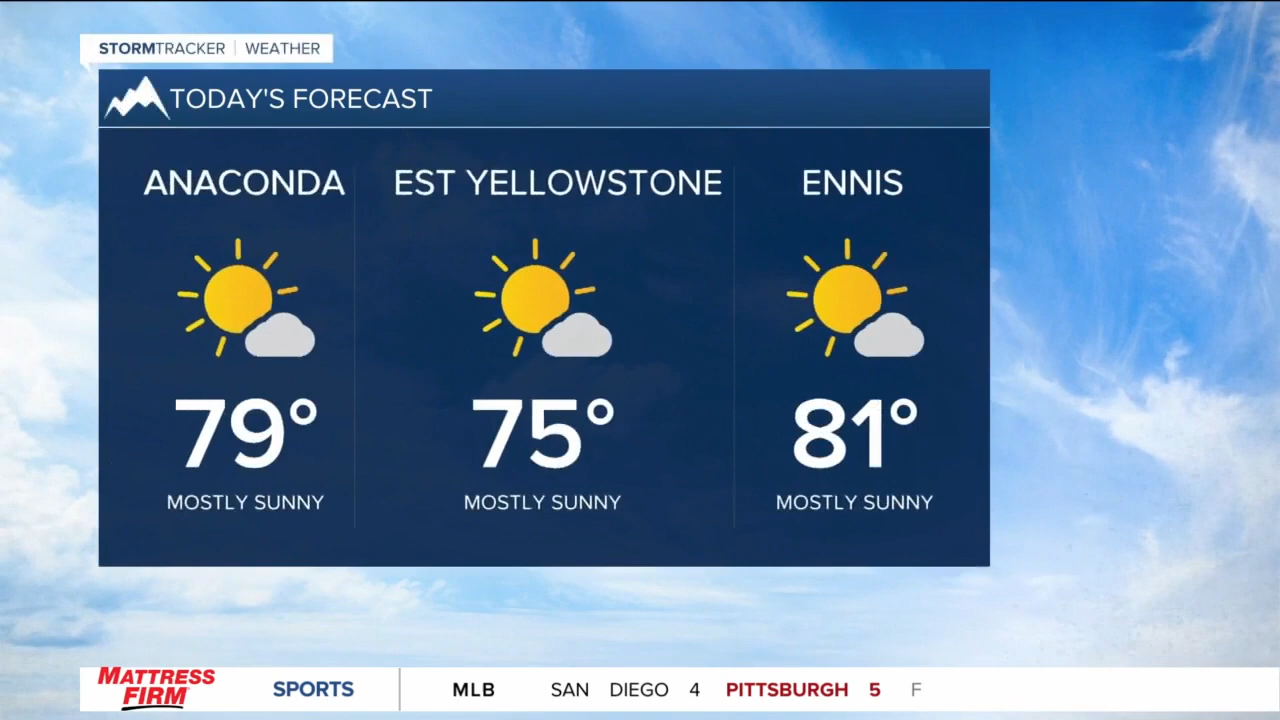 STORMTRACKER | WEATHER
TODAY'S FORECAST
ANACONDA
79°
MOSTLY SUNNY
EST YELLOWSTONE
75°
MOSTLY SUNNY
ENNIS
81°
MOSTLY SUNNY
MATTRESS
FIRM
SPORTS
MLB SAN DIEGO 4 PITTSBURGH 5 F